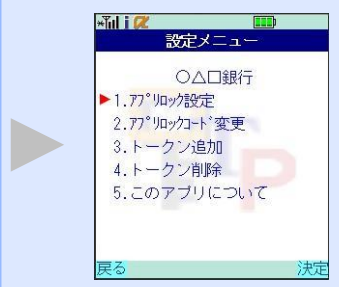 設定メニュー
○△□銀行
1.ｱﾌﾟﾘﾛｯｸ設定
2.ｱﾌﾟﾘﾛｯｸｺｰﾄﾞ変更
3.トークン追加
4.トークン削除
5.このアプリについて
戻る 決定